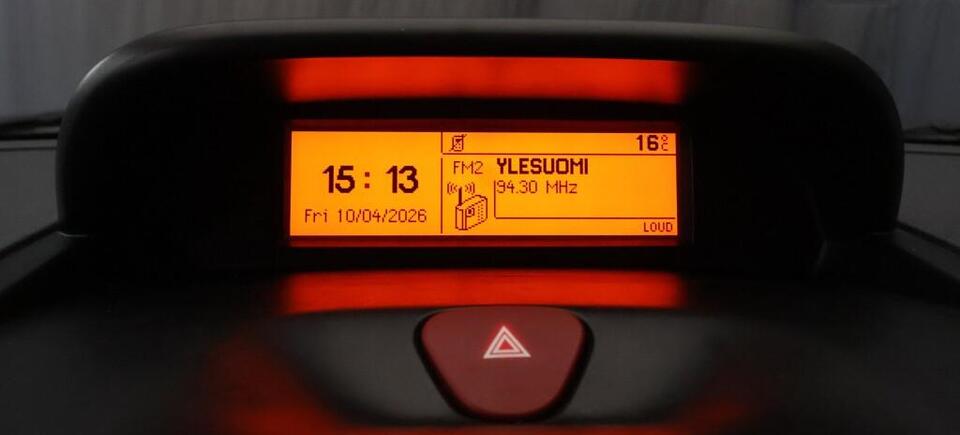 15 : 13
Fri 10/04/2026
16°C
FM2 YLESUOMI
94.30 MHz
LOUD